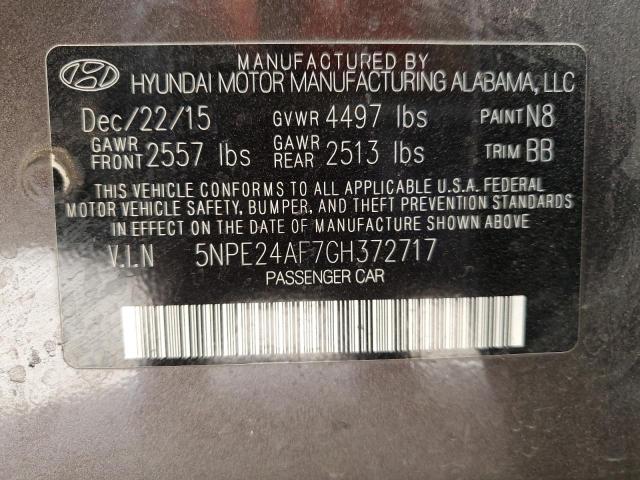 MANUFACTURED BY
HYUNDAI MOTOR MANUFACTURING ALABAMA, LLC
Dec/22/15 GVWR 4497 lbs PAINT N8
GAWR FRONT 2557 lbs GAWR REAR 2513 lbs TRIM BB
THIS VEHICLE CONFORMS TO ALL APPLICABLE U.S.A. FEDERAL
MOTOR VEHICLE SAFETY, BUMPER, AND THEFT PREVENTION STANDARDS
IN EFFECT ON THE DATE OF MANUFACTURE SHOWN ABOVE.
V.I.N 5NPE24AF7GH372717
PASSENGER CAR